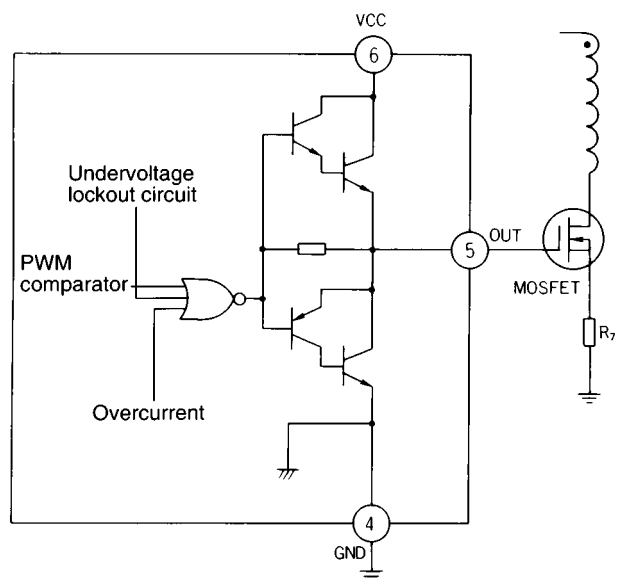 VCC
6
Undervoltage
lockout circuit
PWM
comparator
Overcurrent
5
OUT
MOSFET
R7
4
GND